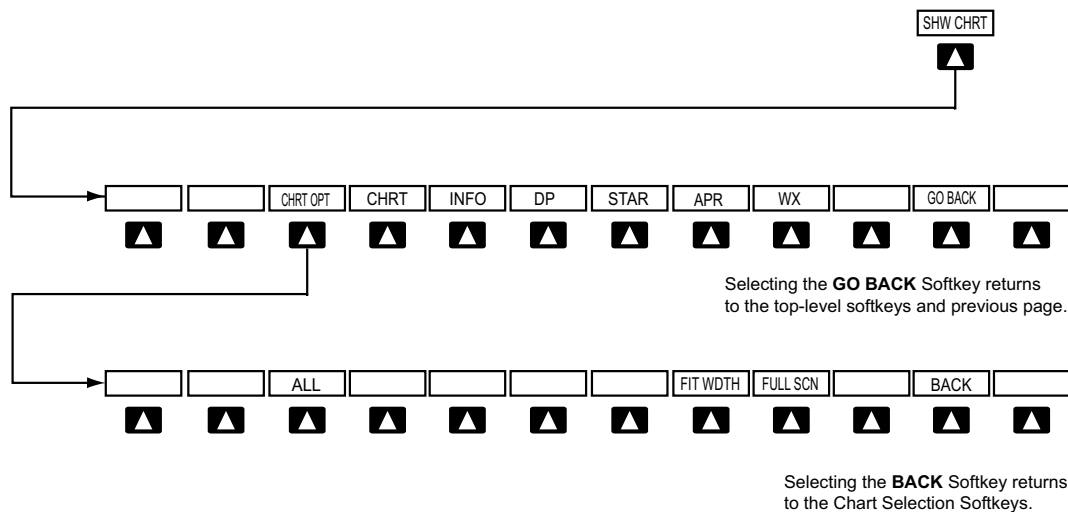 SHW CHRT
CHRT OPT CHRT INFO DP STAR APR WX GO BACK
Selecting the GO BACK Softkey returns
to the top-level softkeys and previous page.
ALL FIT WDTH FULL SCN BACK
Selecting the BACK Softkey returns
to the Chart Selection Softkeys.